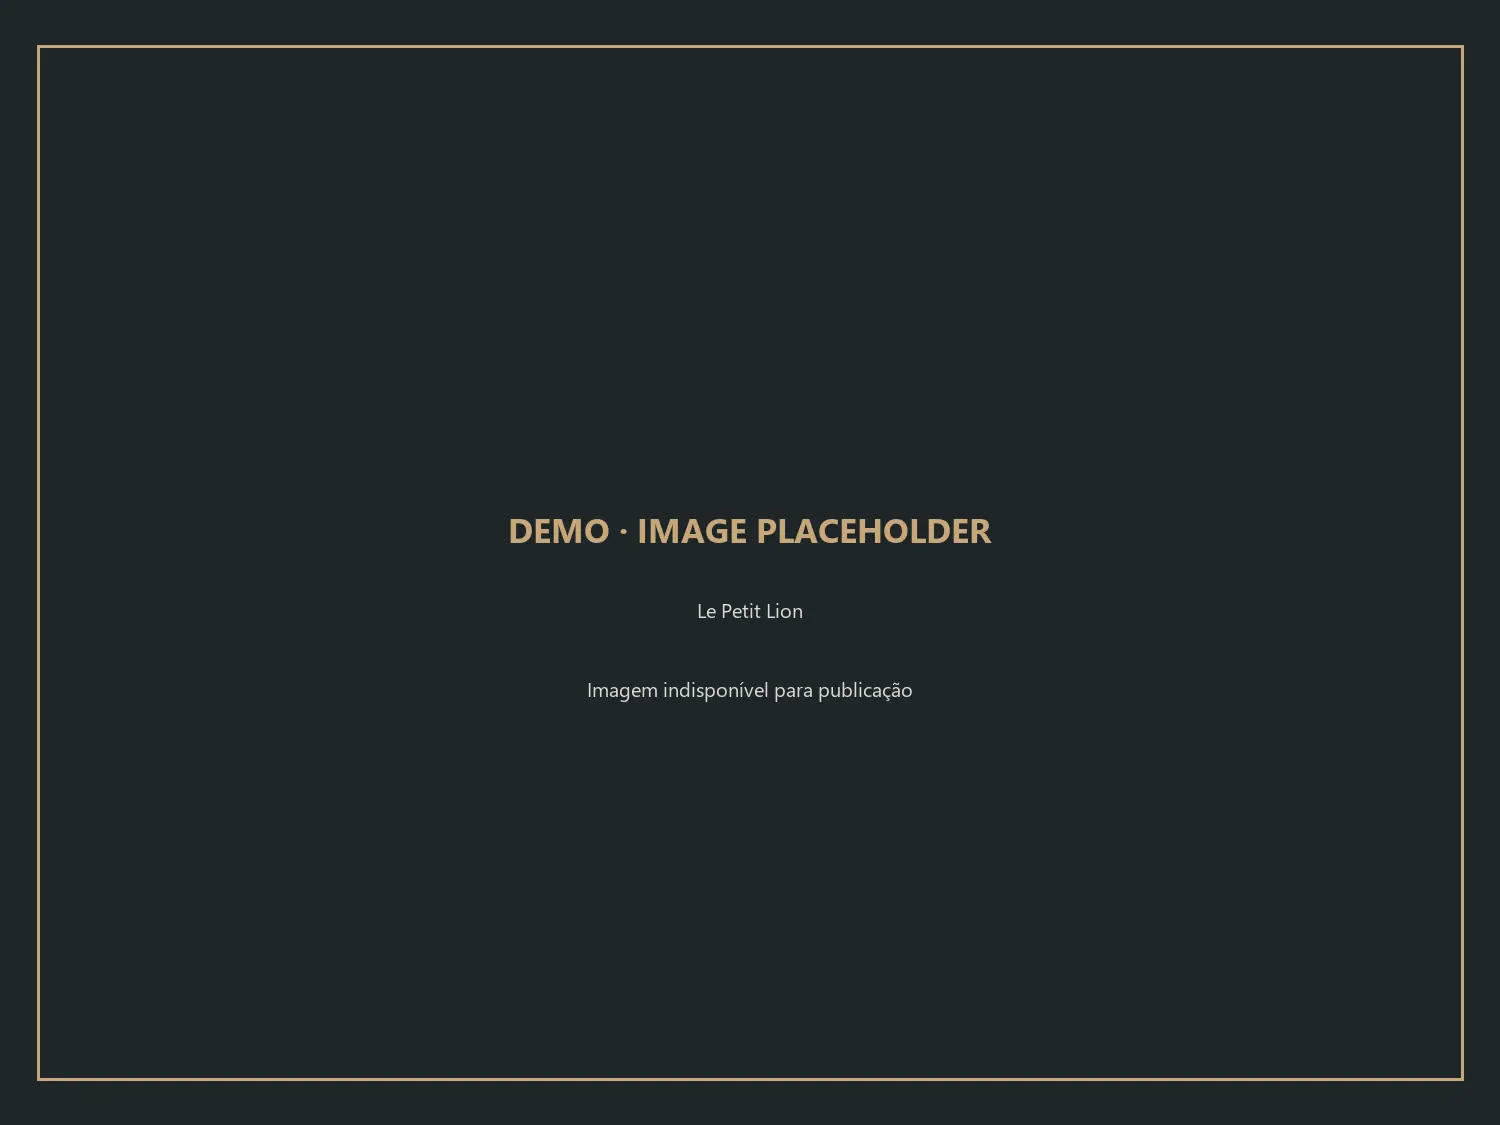 DEMO · IMAGE PLACEHOLDER
Le Petit Lion
Imagem indisponível para publicação